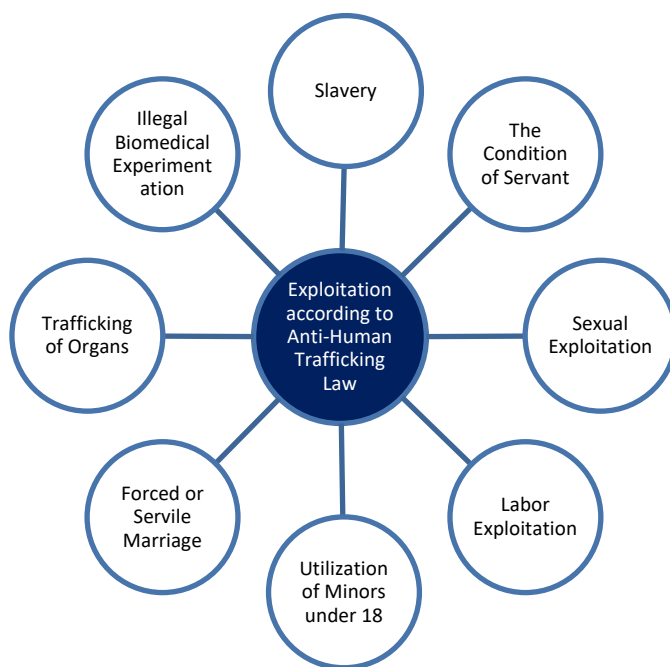 Slavery
The
Condition
of Servant
Sexual
Exploitation
Labor
Exploitation
Utilization
of Minors
under 18
Forced or
Servile
Marriage
Trafficking
of Organs
Illegal
Biomedical
Experiment
ation
Exploitation
according to
Anti-Human
Trafficking
Law